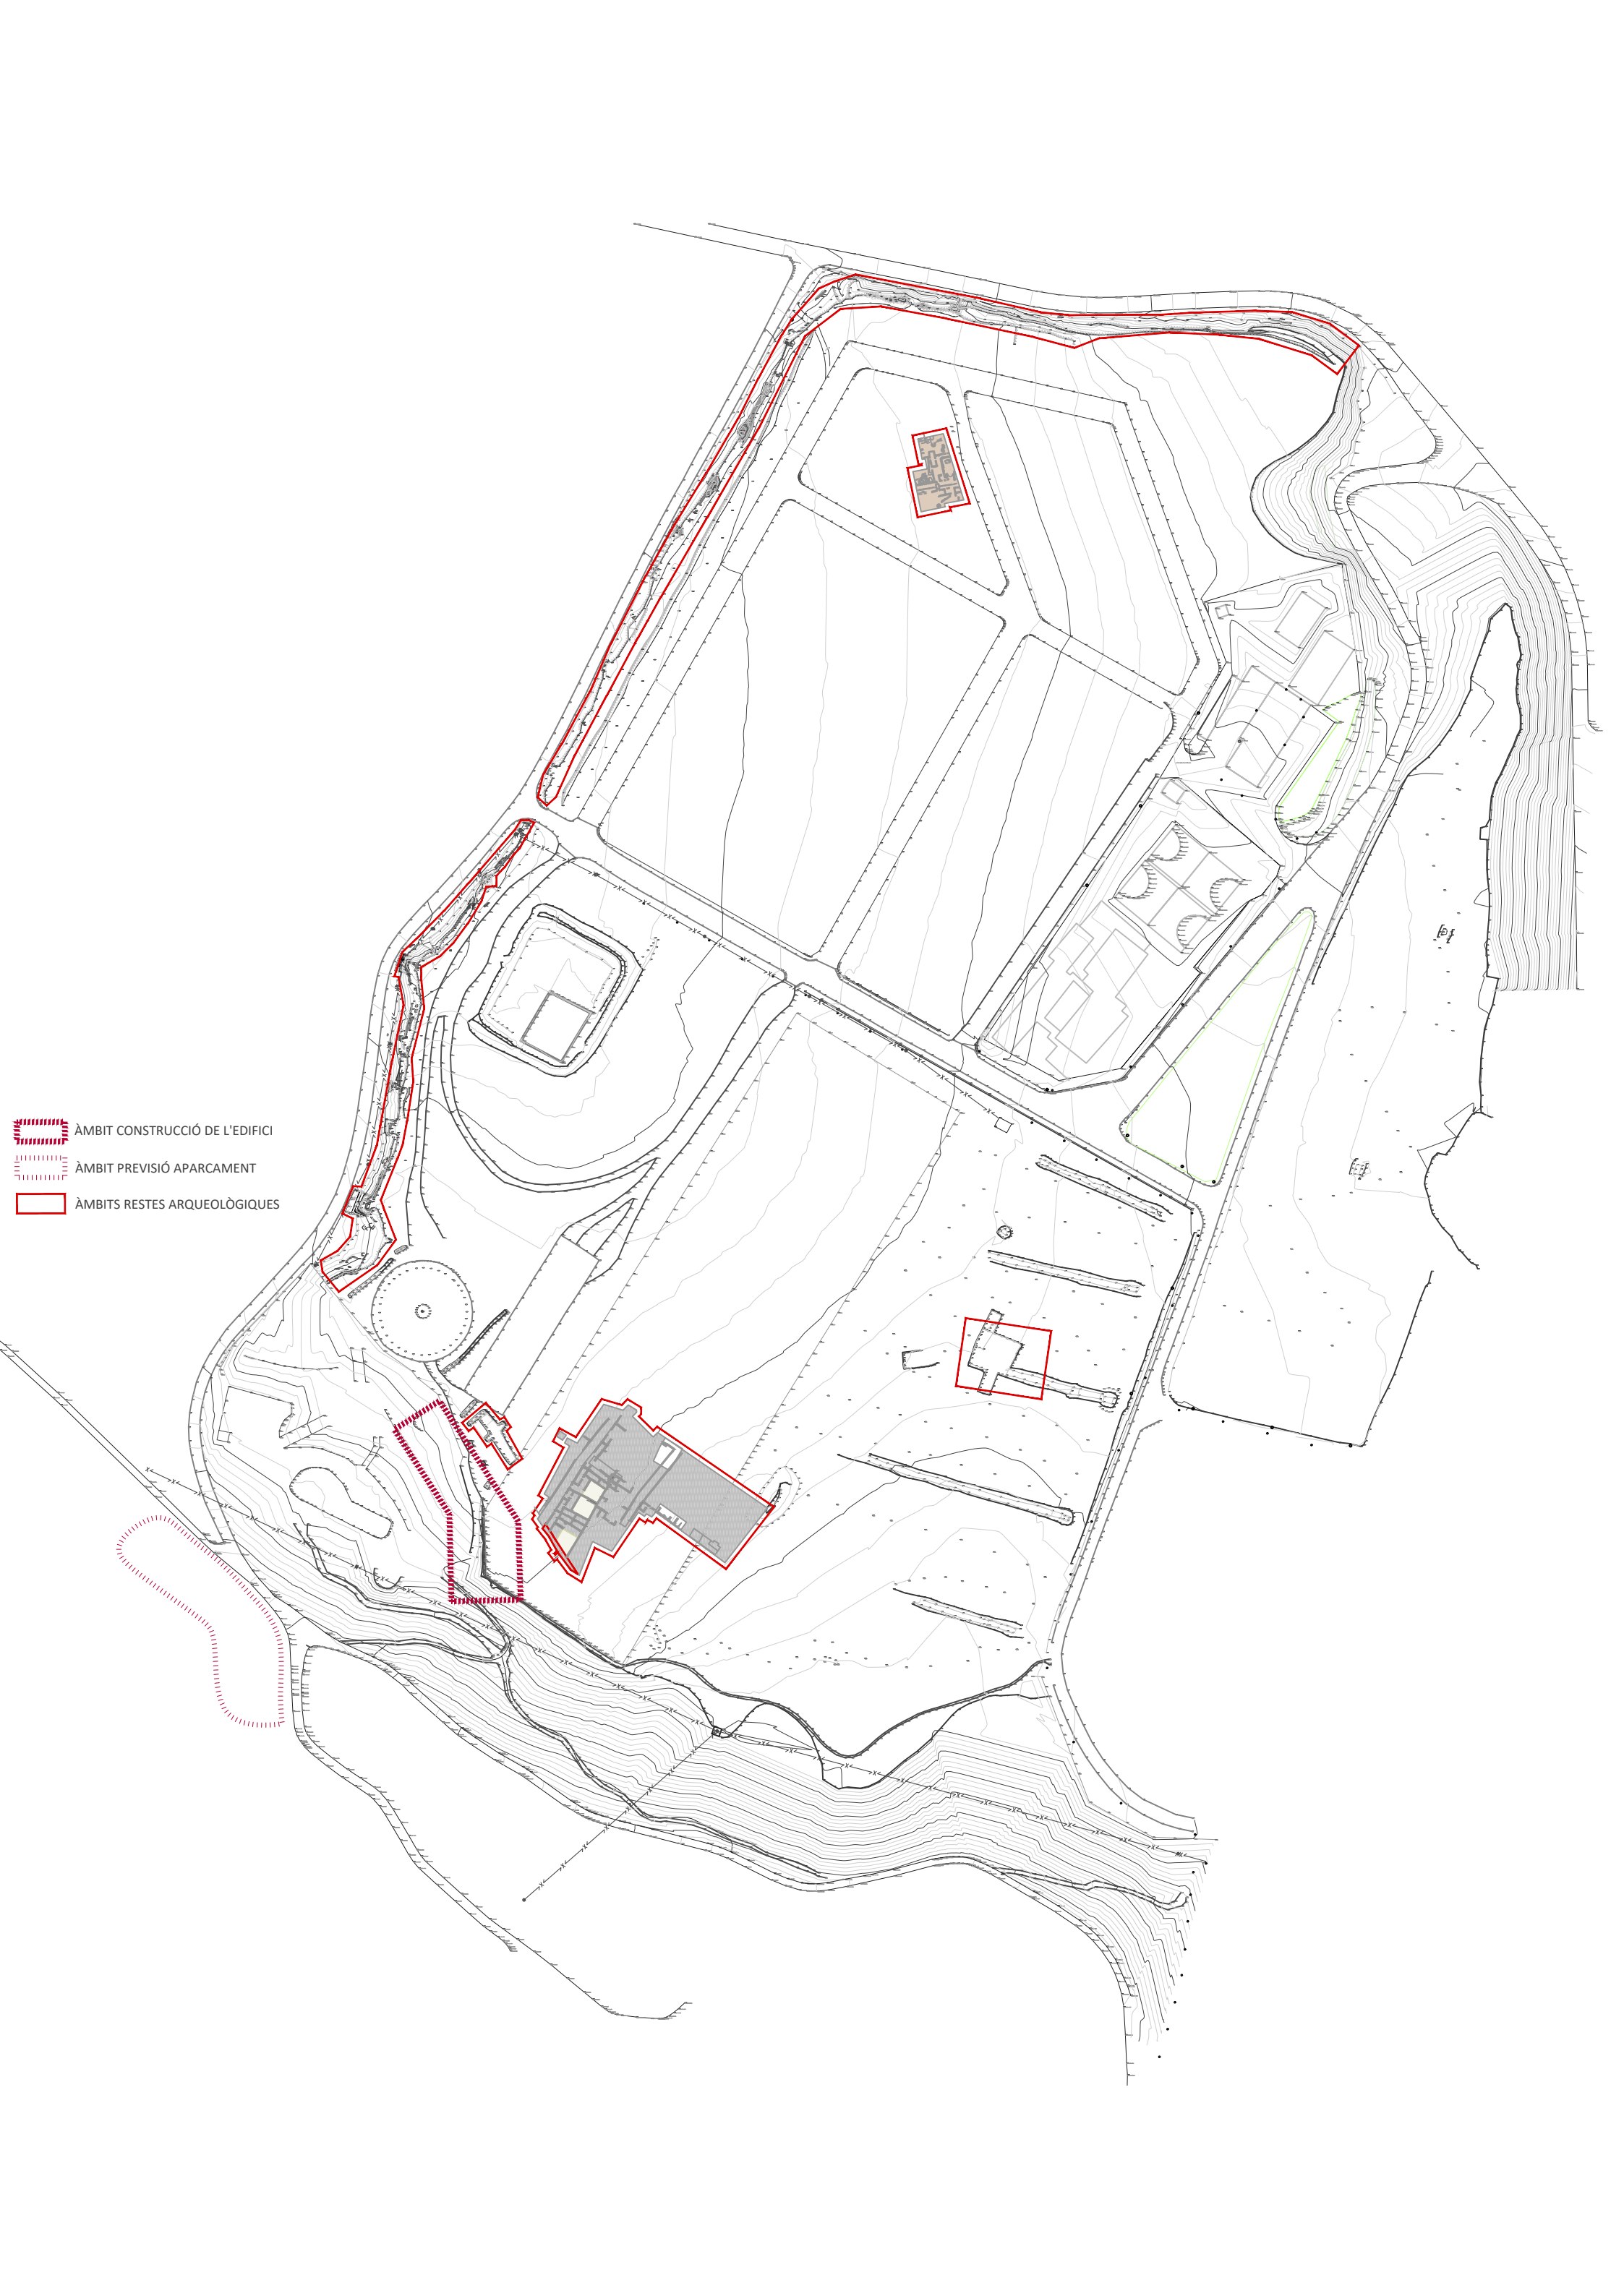 ÀMBIT CONSTRUCCIÓ DE L'EDIFICI
ÀMBIT PREVISIÓ APARCAMENT
ÀMBITS RESTES ARQUEOLÒGIQUES